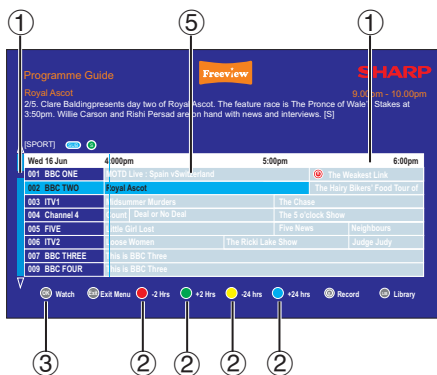 1 5 1
Programme Guide Freeview SHARP
Royal Ascot 9.00pm - 10.00pm
2/5. Clare Baldingpresents day two of Royal Ascot. The feature race is The Pronce of Wale's Stakes at
3:50pm. Willie Carson and Rishi Persad are on hand with news and interviews. [S]
[SPORT] SUB
Wed 16 Jun 4:000pm 5:00pm 6:00pm
001 BBC ONE MOTD Live : Spain vSwitzerland The Weakest Link
002 BBC TWO Royal Ascot The Hairy Bikers' Food Tour of
003 ITV1 Midsummer Murders The Chase
004 Channel 4 Count Deal or No Deal The 5 o'clock Show
005 FIVE Little Girl Lost Five News Neighbours
006 ITV2 Loose Women The Ricki Lake Show Judge Judy
007 BBC THREE This is BBC Three
009 BBC FOUR This is BBC Three
OK Watch Exit Exit Menu -2 Hrs +2 Hrs -24 hrs +24 hrs Record Library
3 2 2 2 2